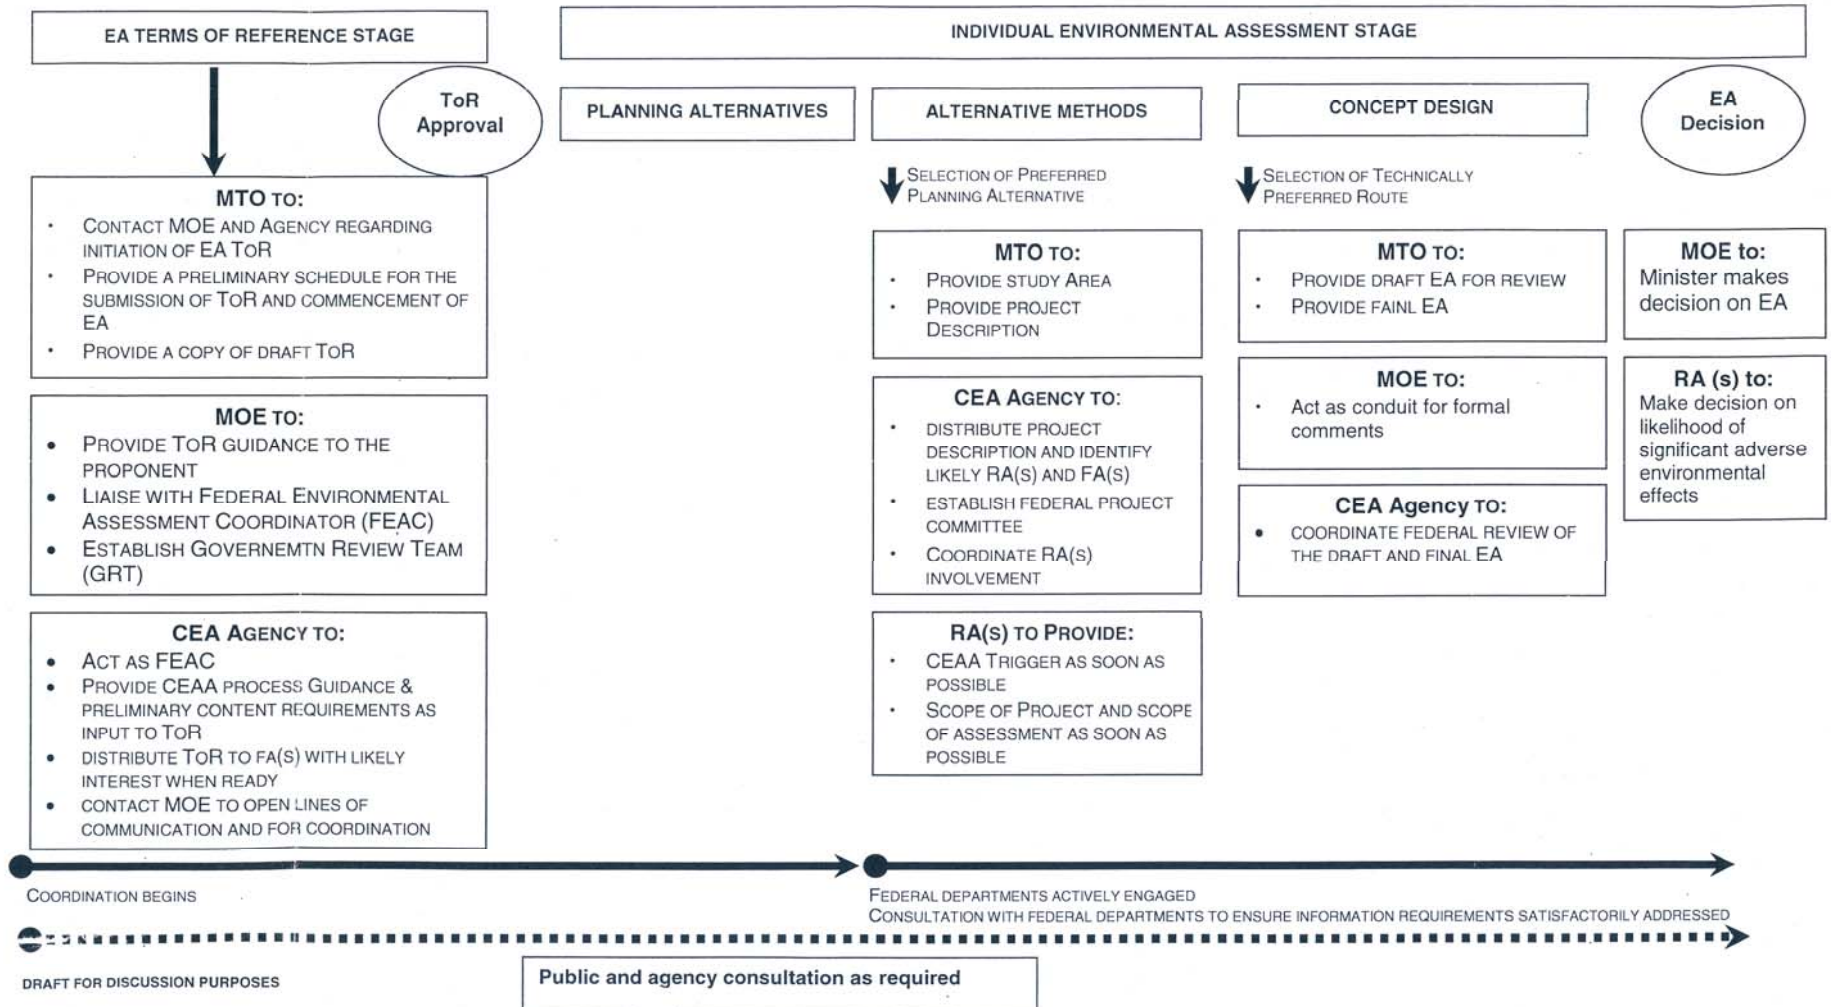 EA TERMS OF REFERENCE STAGE
INDIVIDUAL ENVIRONMENTAL ASSESSMENT STAGE
ToR
Approval
PLANNING ALTERNATIVES
ALTERNATIVE METHODS
CONCEPT DESIGN
EA
Decision
MTO TO:
· CONTACT MOE AND AGENCY REGARDING
INITIATION OF EA TOR
· PROVIDE A PRELIMINARY SCHEDULE FOR THE
SUBMISSION OF TOR AND COMMENCEMENT OF
EA
· PROVIDE A COPY OF DRAFT TOR
MOE TO:
• PROVIDE TOR GUIDANCE TO THE
PROPONENT
• LIAISE WITH FEDERAL ENVIRONMENTAL
ASSESSMENT COORDINATOR (FEAC)
• ESTABLISH GOVERNEMTN REVIEW TEAM
(GRT)
CEA AGENCY TO:
• ACT AS FEAC
• PROVIDE CEAA PROCESS GUIDANCE &
PRELIMINARY CONTENT REQUIREMENTS AS
INPUT TO TOR
• DISTRIBUTE TOR TO FA(S) WITH LIKELY
INTEREST WHEN READY
• CONTACT MOE TO OPEN LINES OF
COMMUNICATION AND FOR COORDINATION
SELECTION OF PREFERRED
PLANNING ALTERNATIVE
MTO TO:
· PROVIDE STUDY AREA
· PROVIDE PROJECT
DESCRIPTION
CEA AGENCY TO:
· DISTRIBUTE PROJECT
DESCRIPTION AND IDENTIFY
LIKELY RA(S) AND FA(S)
· ESTABLISH FEDERAL PROJECT
COMMITTEE
· COORDINATE RA(S)
INVOLVEMENT
RA(S) TO PROVIDE:
· CEAA TRIGGER AS SOON AS
POSSIBLE
· SCOPE OF PROJECT AND SCOPE
OF ASSESSMENT AS SOON AS
POSSIBLE
SELECTION OF TECHNICALLY
PREFERRED ROUTE
MTO TO:
· PROVIDE DRAFT EA FOR REVIEW
· PROVIDE FAINL EA
MOE TO:
· Act as conduit for formal
comments
CEA Agency TO:
• COORDINATE FEDERAL REVIEW OF
THE DRAFT AND FINAL EA
MOE to:
Minister makes
decision on EA
RA (s) to:
Make decision on
likelihood of
significant adverse
environmental
effects
COORDINATION BEGINS
FEDERAL DEPARTMENTS ACTIVELY ENGAGED
CONSULTATION WITH FEDERAL DEPARTMENTS TO ENSURE INFORMATION REQUIREMENTS SATISFACTORILY ADDRESSED
DRAFT FOR DISCUSSION PURPOSES
Public and agency consultation as required